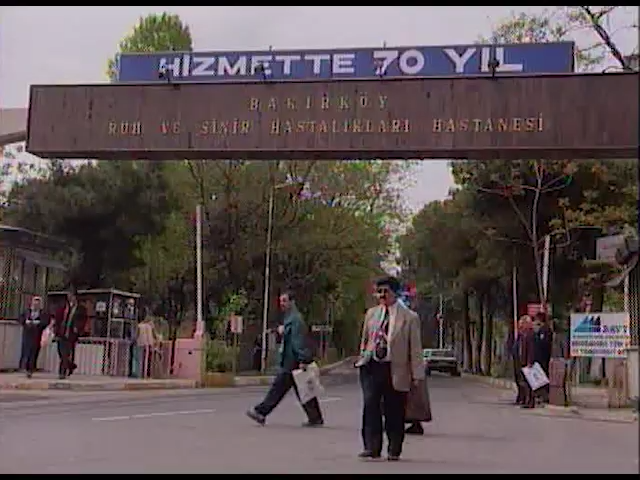 HİZMETTE 70 YIL
BAKIRKÖY
RUH VE SİNİR HASTALIKLARI HASTANESİ